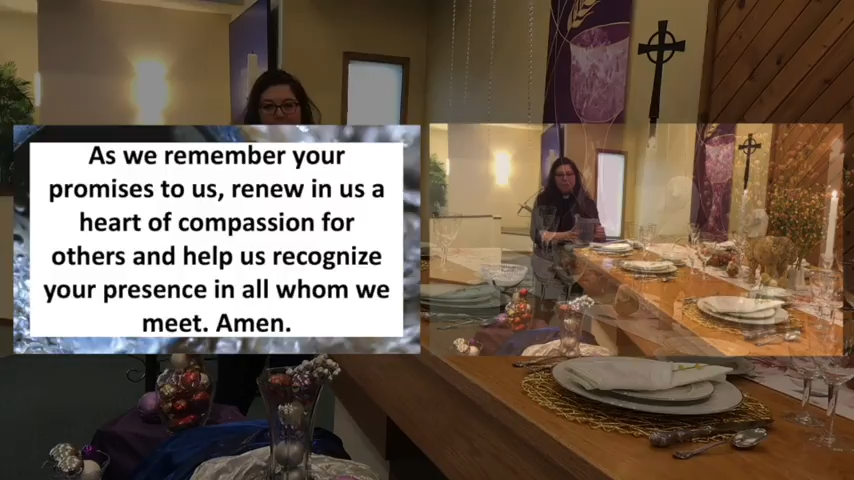 As we remember your
promises to us, renew in us a
heart of compassion for
others and help us recognize
your presence in all whom we
meet. Amen.